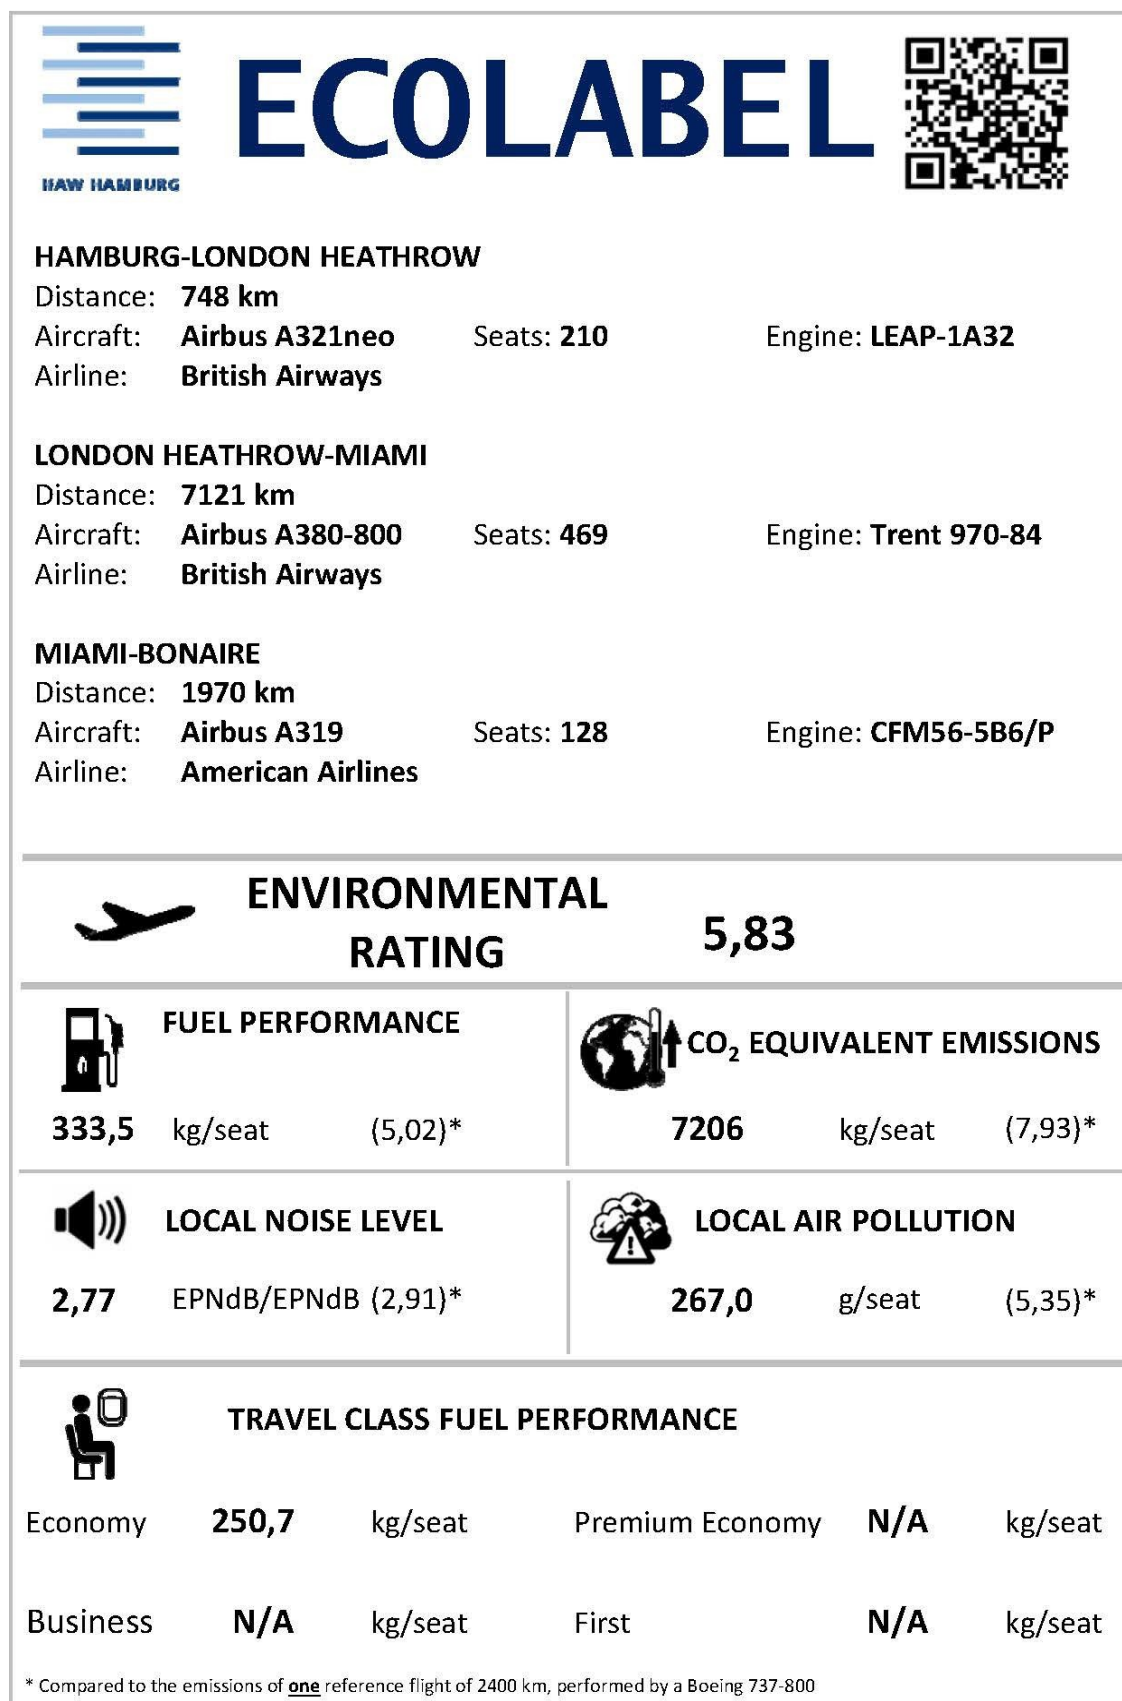 HAW HAMBURG
ECOLABEL
HAMBURG-LONDON HEATHROW
Distance: 748 km
Aircraft: Airbus A321neo Seats: 210 Engine: LEAP-1A32
Airline: British Airways
LONDON HEATHROW-MIAMI
Distance: 7121 km
Aircraft: Airbus A380-800 Seats: 469 Engine: Trent 970-84
Airline: British Airways
MIAMI-BONAIRE
Distance: 1970 km
Aircraft: Airbus A319 Seats: 128 Engine: CFM56-5B6/P
Airline: American Airlines
ENVIRONMENTAL
RATING
5,83
FUEL PERFORMANCE
333,5 kg/seat (5,02)*
CO₂ EQUIVALENT EMISSIONS
7206 kg/seat (7,93)*
LOCAL NOISE LEVEL
2,77 EPNdB/EPNdB (2,91)*
LOCAL AIR POLLUTION
267,0 g/seat (5,35)*
TRAVEL CLASS FUEL PERFORMANCE
Economy 250,7 kg/seat Premium Economy N/A kg/seat
Business N/A kg/seat First N/A kg/seat
* Compared to the emissions of one reference flight of 2400 km, performed by a Boeing 737-800